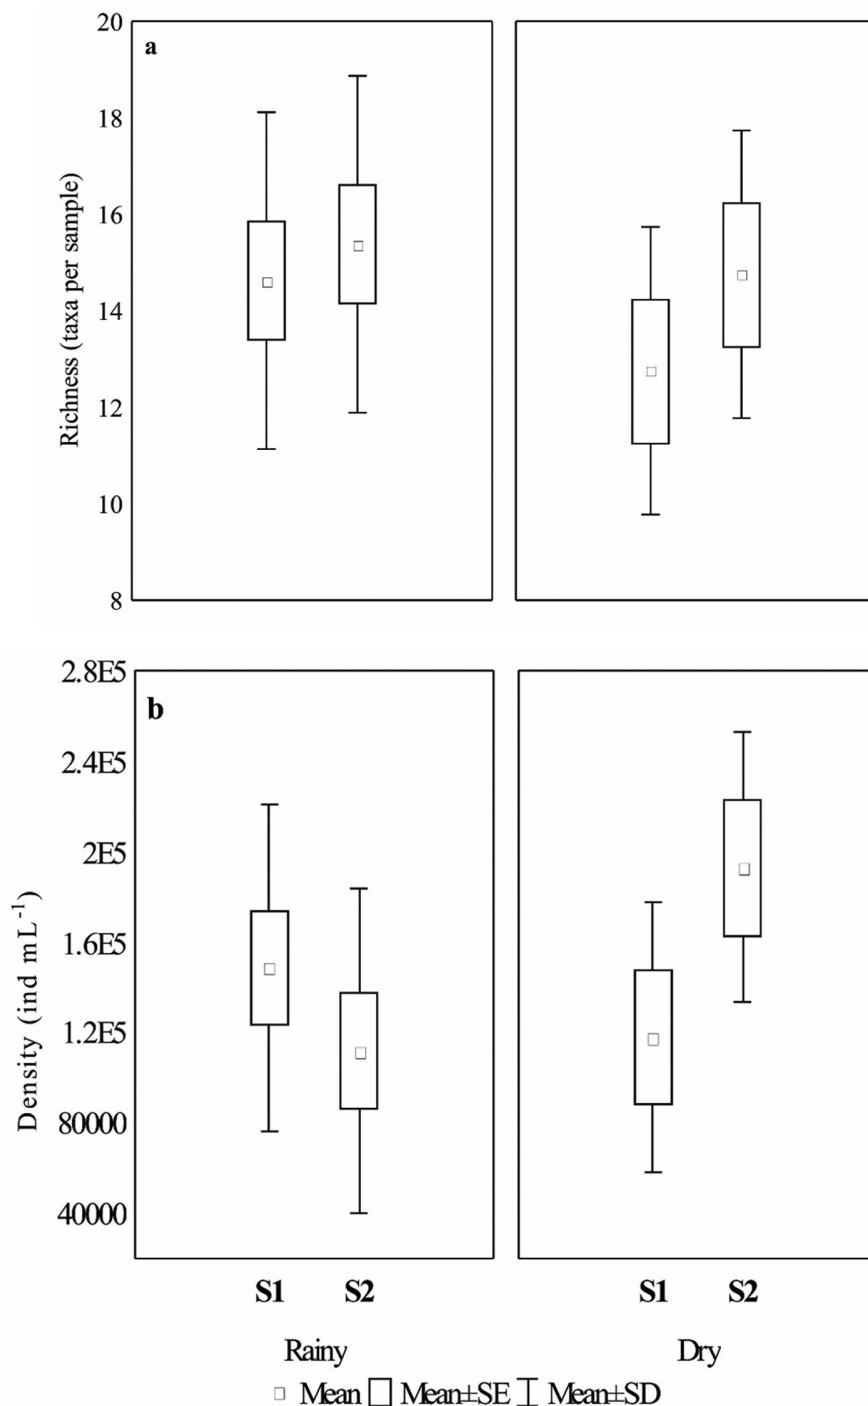 a
Richness (taxa per sample)
20
18
16
14
12
10
8
b
Density (ind mL⁻¹)
2.8E5
2.4E5
2E5
1.6E5
1.2E5
80000
40000
S1 S2 S1 S2
Rainy Dry
Mean Mean±SE Mean±SD